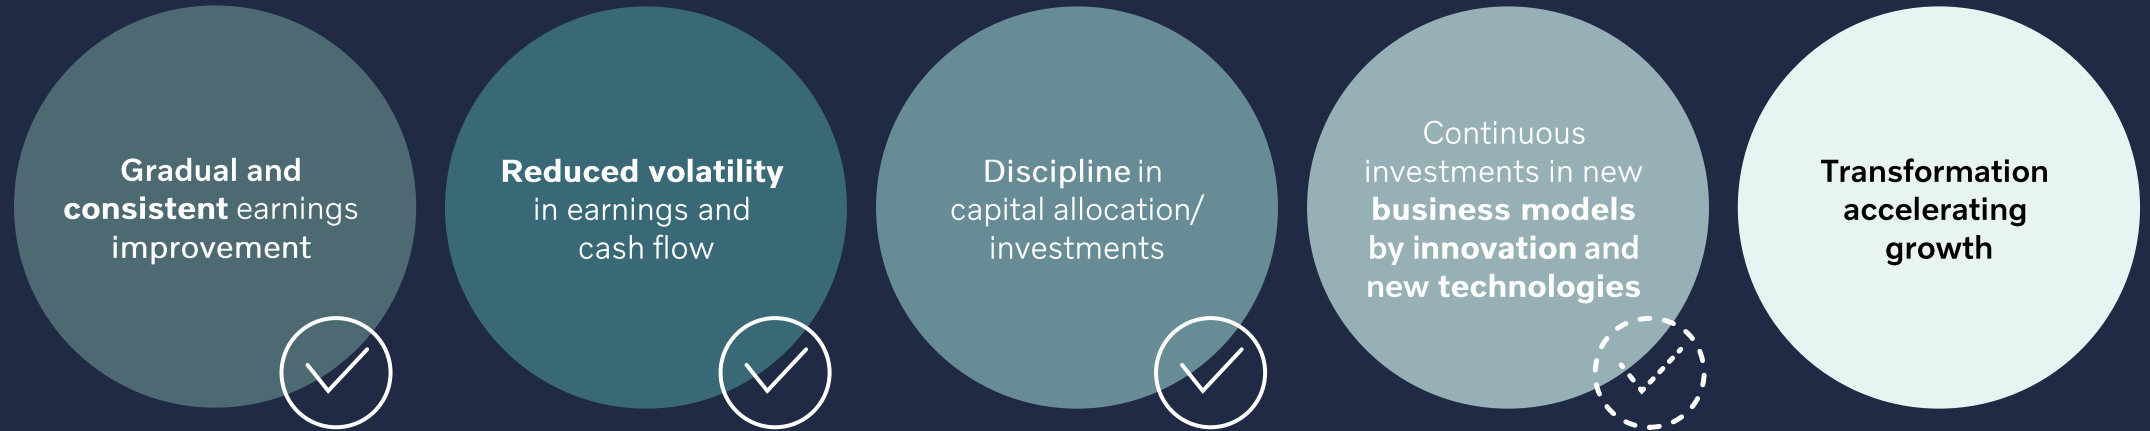 Gradual and
consistent earnings
improvement
Reduced volatility
in earnings and
cash flow
Discipline in
capital allocation/
investments
Continuous
investments in new
business models
by innovation and
new technologies
Transformation
accelerating
growth